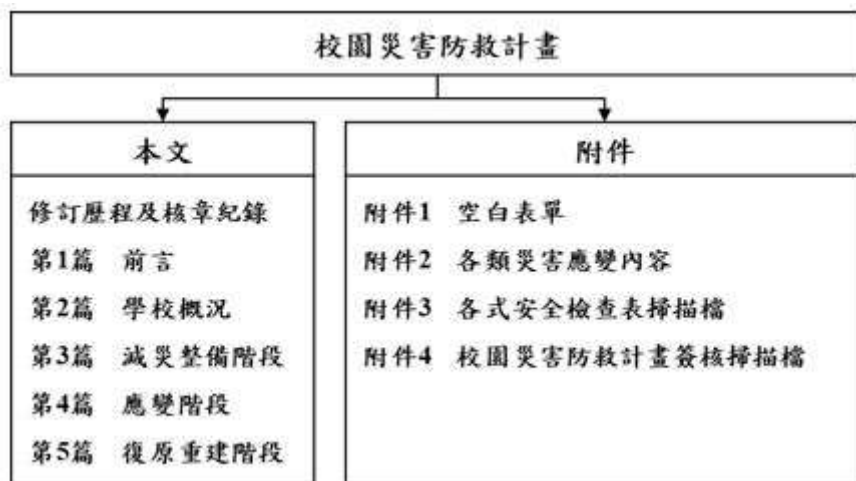 校園災害防救計畫
本文
修訂歷程及核章紀錄
第1篇 前言
第2篇 學校概況
第3篇 減災整備階段
第4篇 應變階段
第5篇 復原重建階段
附件
附件1 空白表單
附件2 各類災害應變內容
附件3 各式安全檢查表掃描檔
附件4 校園災害防救計畫簽核掃描檔